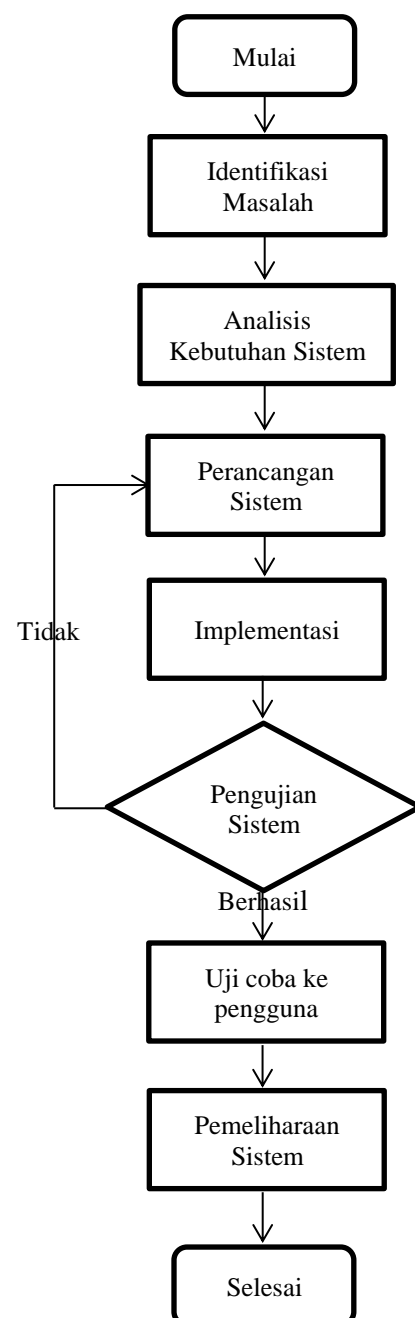 Mulai
Identifikasi
Masalah
Analisis
Kebutuhan Sistem
Perancangan
Sistem
Tidak
Implementasi
Pengujian
Sistem
Berhasil
Uji coba ke
pengguna
Pemeliharaan
Sistem
Selesai